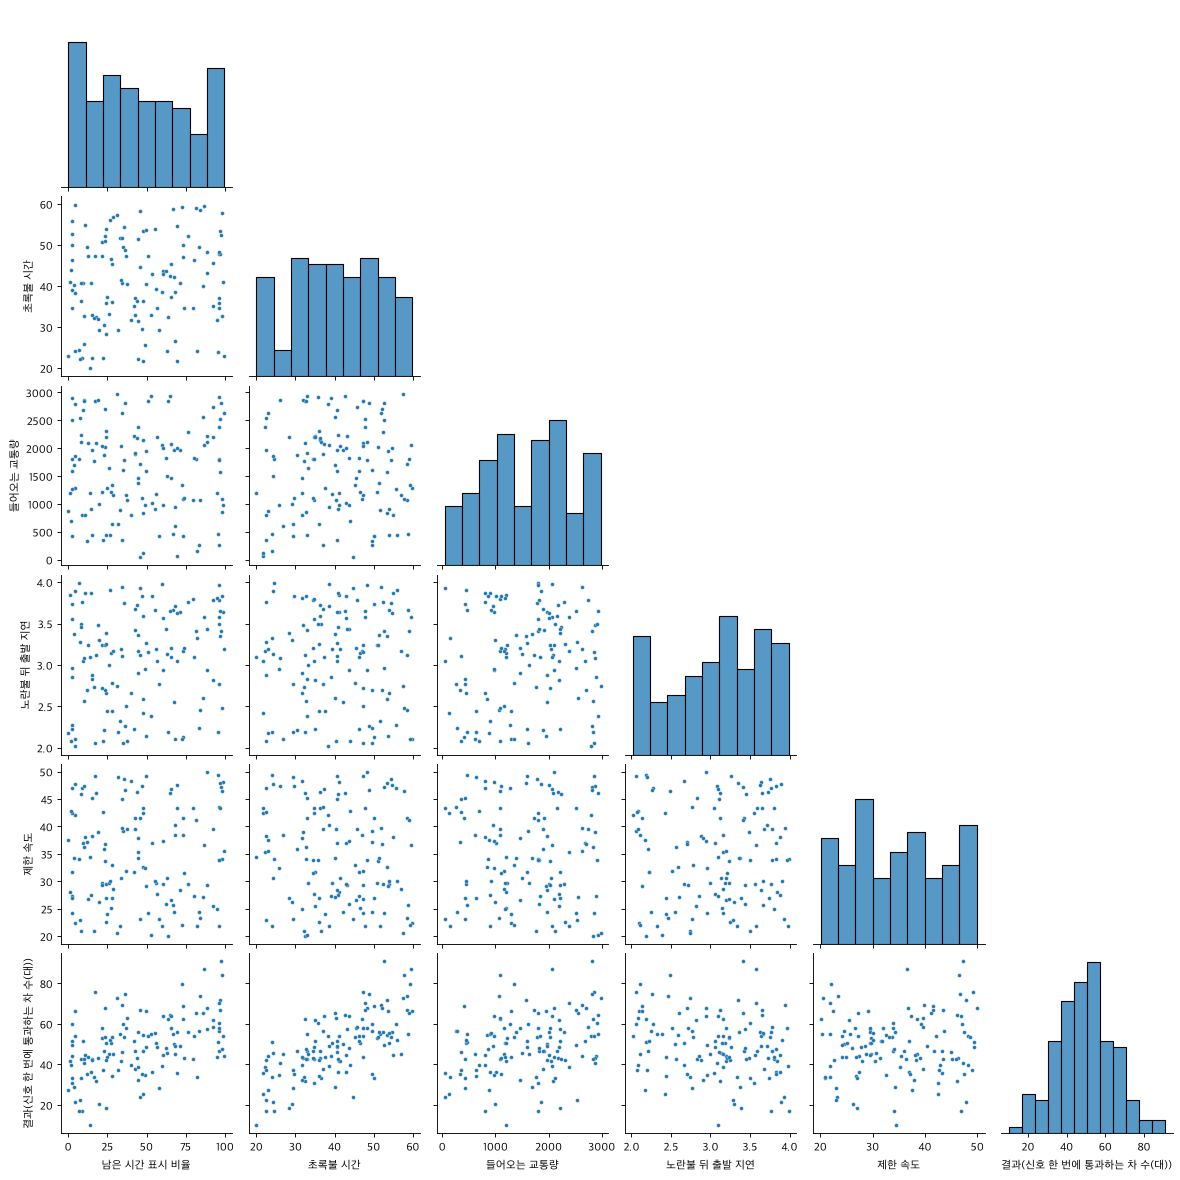 초록불 시간
60
50
40
30
20
들어오는 교통량
3000
2500
2000
1500
1000
500
0
노란불 뒤 출발 지연
4.0
3.5
3.0
2.5
2.0
제한 속도
50
45
40
35
30
25
20
결과(신호 한 번에 통과하는 차 수(대))
80
60
40
20
0 25 50 75 100
20 30 40 50 60
0 1000 2000 3000
2.0 2.5 3.0 3.5 4.0
20 30 40 50
20 40 60 80
남은 시간 표시 비율
초록불 시간
들어오는 교통량
노란불 뒤 출발 지연
제한 속도
결과(신호 한 번에 통과하는 차 수(대))